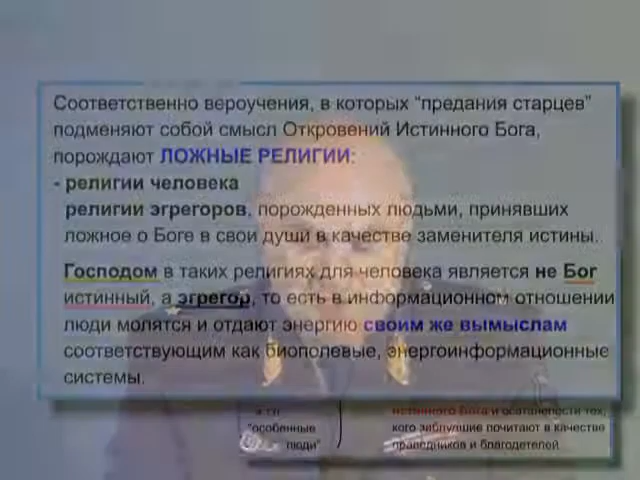 Соответственно вероучения, в которых "предания старцев"
подменяют собой смысл Откровений Истинного Бога,
порождают ЛОЖНЫЕ РЕЛИГИИ:
- религии человека
религии эгрегоров, порожденных людьми, принявших
ложное о Боге в свои души в качестве заменителя истины.
Господом в таких религиях для человека является не Бог
истинный, а эгрегор, то есть в информационном отношении
люди молятся и отдают энергию своим же вымыслам
соответствующим как биополевые, энергоинформационные
системы.
"особенные
люди"
истинного Бога и осатанелости тех,
кого заблудшие почитают в качестве
праведников и благодетелей